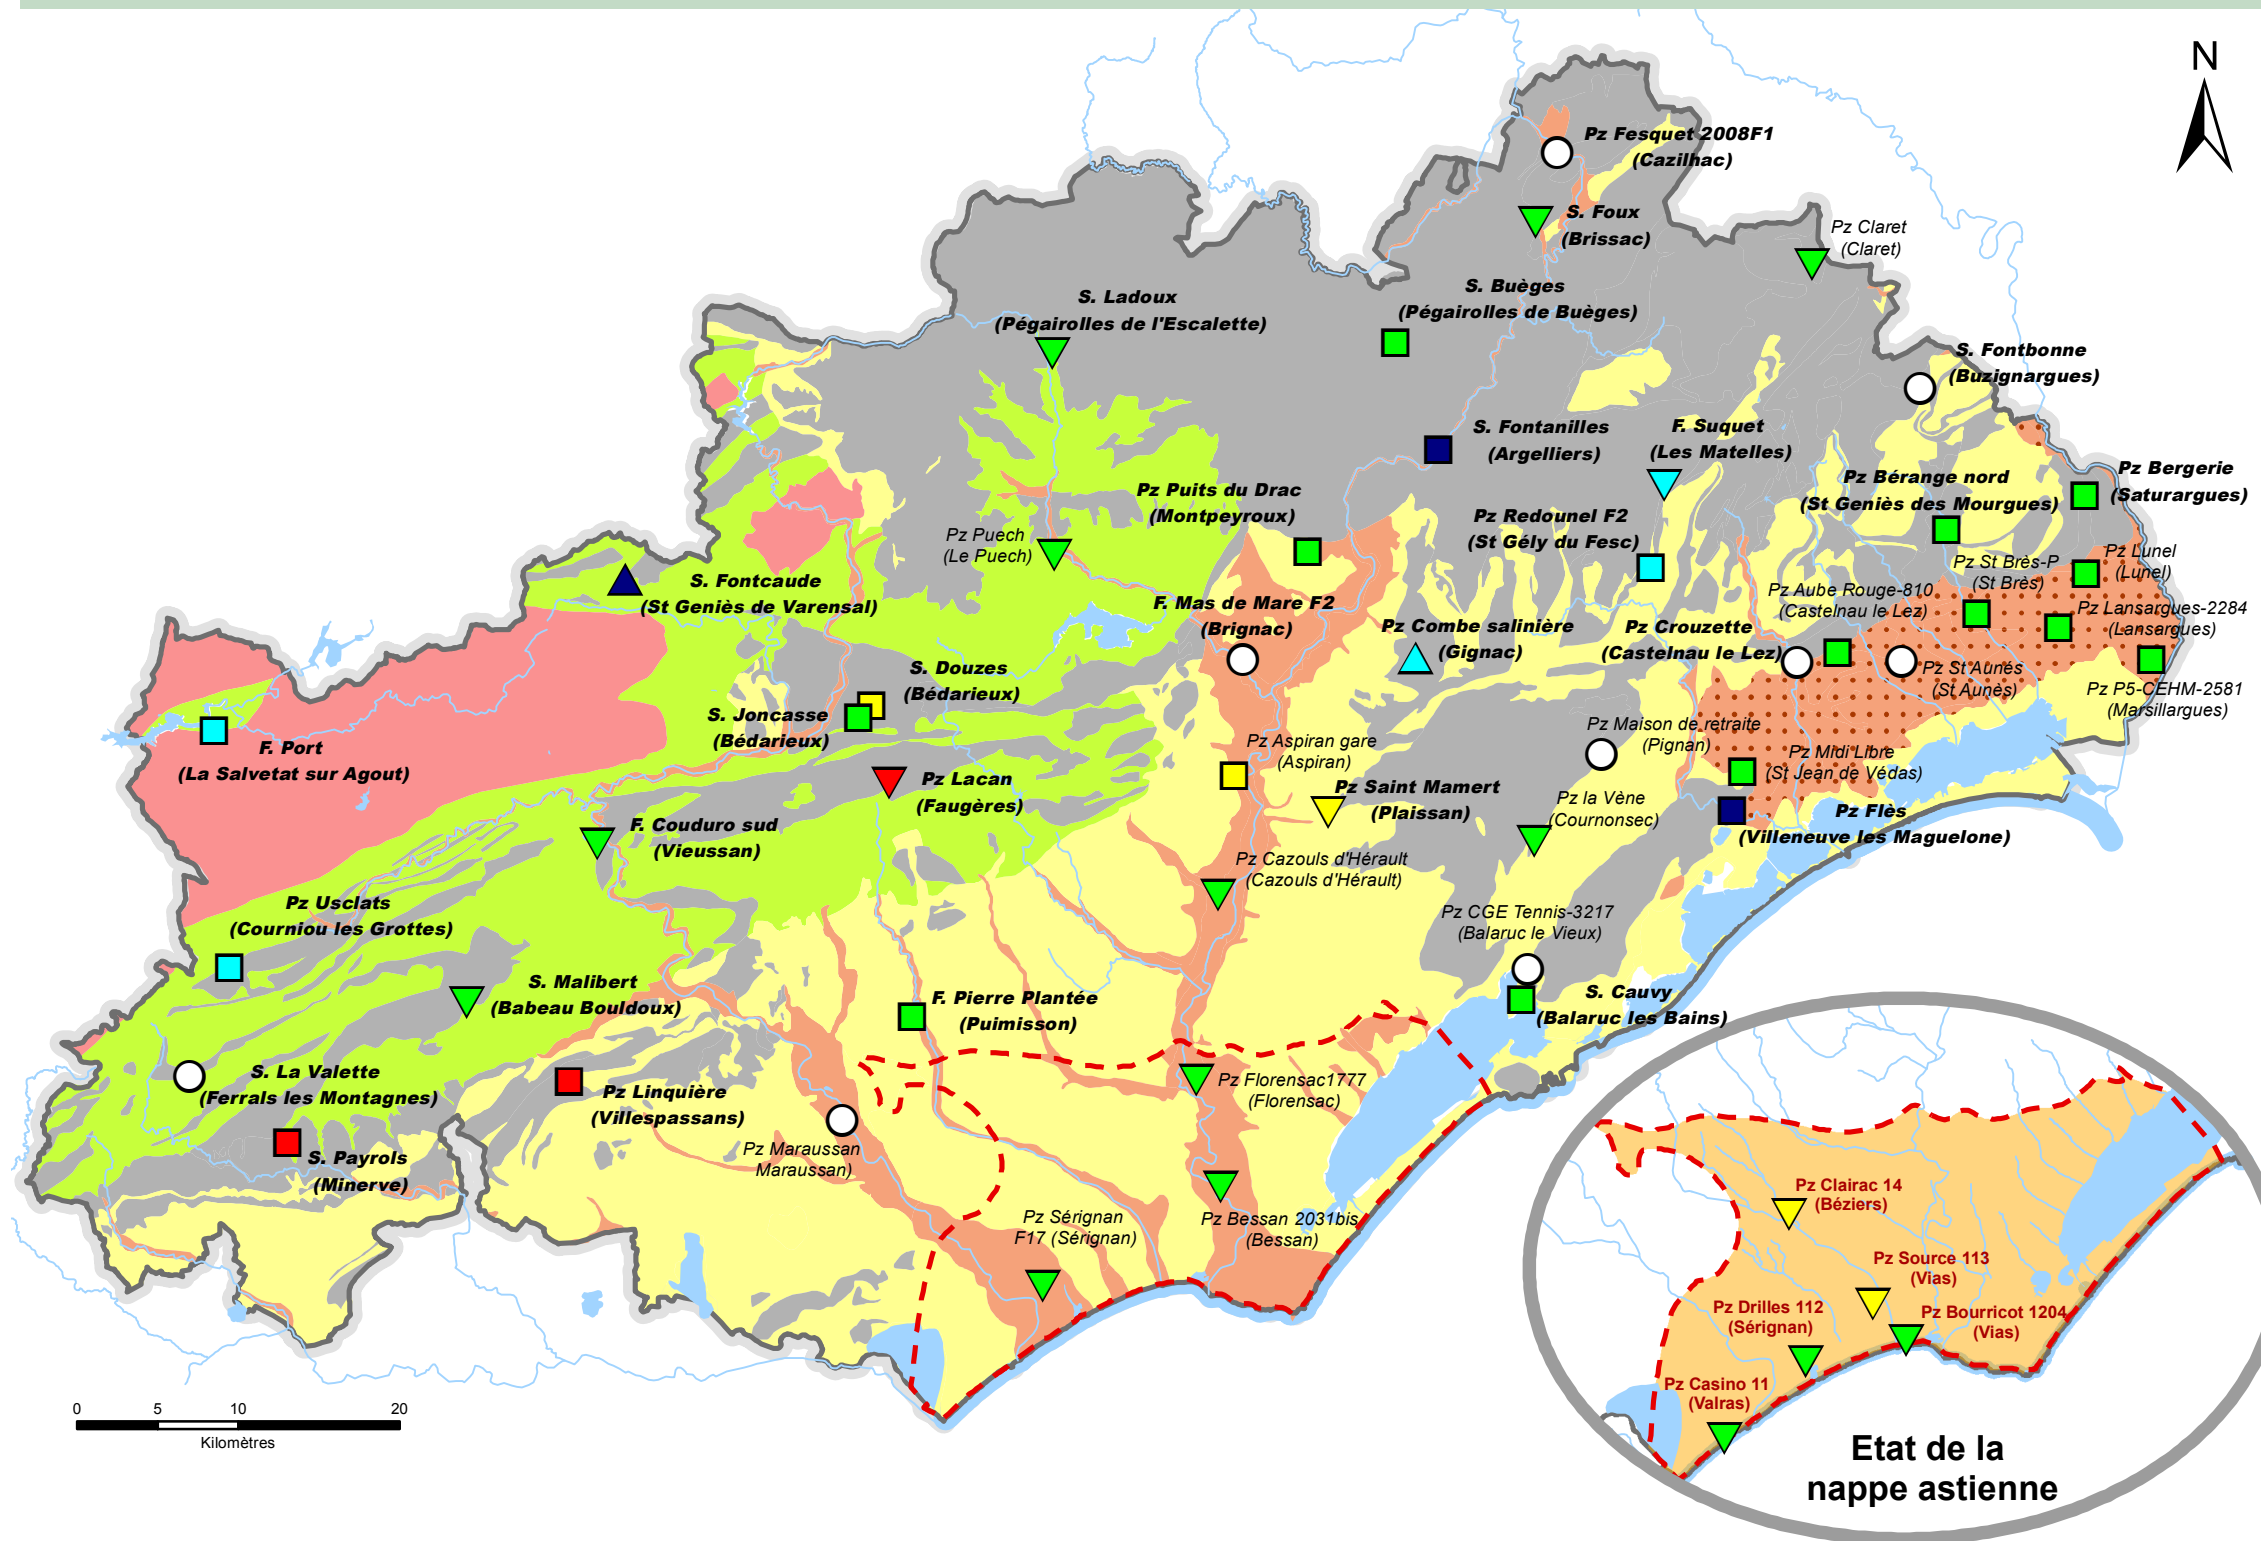 N
Pz Fesquet 2008F1
(Cazilhac)
S. Foux
(Brissac)
Pz Claret
(Claret)
S. Buèges
(Pégairolles de Buèges)
S. Ladoux
(Pégairolles de l'Escalette)
S. Fontbonne
(Buzignargues)
S. Fontanilles
(Argelliers)
F. Suquet
(Les Matelles)
Pz Bérange nord
(St Geniès des Mourgues)
Pz Bergerie
(Saturargues)
Pz Puits du Drac
(Montpeyroux)
Pz Redounel F2
(St Gély du Fesc)
Pz Puech
(Le Puech)
Pz St Brès-P
(St Brès)
Pz Lunel
(Lunel)
S. Fontcaude
(St Geniès de Varensal)
Pz Aube Rouge-810
(Castelnau le Lez)
Pz Lansargues-2284
(Lansargues)
F. Mas de Mare F2
(Brignac)
Pz Combe salinière
(Gignac)
Pz Crouzette
(Castelnau le Lez)
Pz St Aunés
(St Aunès)
S. Douzes
(Bédarieux)
Pz P5-CEHM-2581
(Marsillargues)
S. Joncasse
(Bédarieux)
Pz Maison de retraite
(Pignan)
F. Port
(La Salvetat sur Agout)
Pz Aspiran gare
(Aspiran)
Pz Midi Libre
(St Jean de Védas)
Pz Lacan
(Faugères)
Pz Saint Mamert
(Plaissan)
Pz la Vène
(Cournonsec)
Pz Flès
(Villeneuve les Maguelone)
F. Couduro sud
(Vieussan)
Pz Cazouls d'Hérault
(Cazouls d'Hérault)
Pz Usclats
(Courniou les Grottes)
Pz CGE Tennis-3217
(Balaruc le Vieux)
S. Malibert
(Babeau Bouldoux)
F. Pierre Plantée
(Puimisson)
S. Cauvy
(Balaruc les Bains)
S. La Valette
(Ferrals les Montagnes)
Pz Linquière
(Villespassans)
Pz Florensac1777
(Florensac)
Pz Maraussan
Maraussan)
S. Payrols
(Minerve)
Pz Sérignan
F17 (Sérignan)
Pz Bessan 2031bis
(Bessan)
Pz Clairac 14
(Béziers)
Pz Source 113
(Vias)
Pz Drilles 112
(Sérignan)
Pz Bourricot 1204
(Vias)
Pz Casino 11
(Valras)
0 5 10 20
Kilomètres
Etat de la
nappe astienne